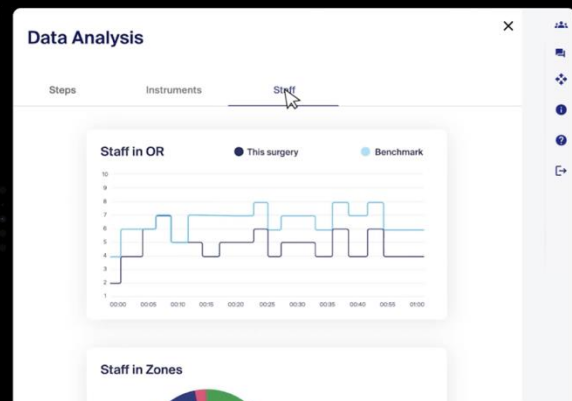 Data Analysis
Steps Instruments Staff
Staff in OR This surgery Benchmark
10
9
8
7
6
5
4
3
2
1
00:00 00:05 00:10 00:15 00:20 00:25 00:30 00:35 00:40 00:55 01:00
Staff in Zones